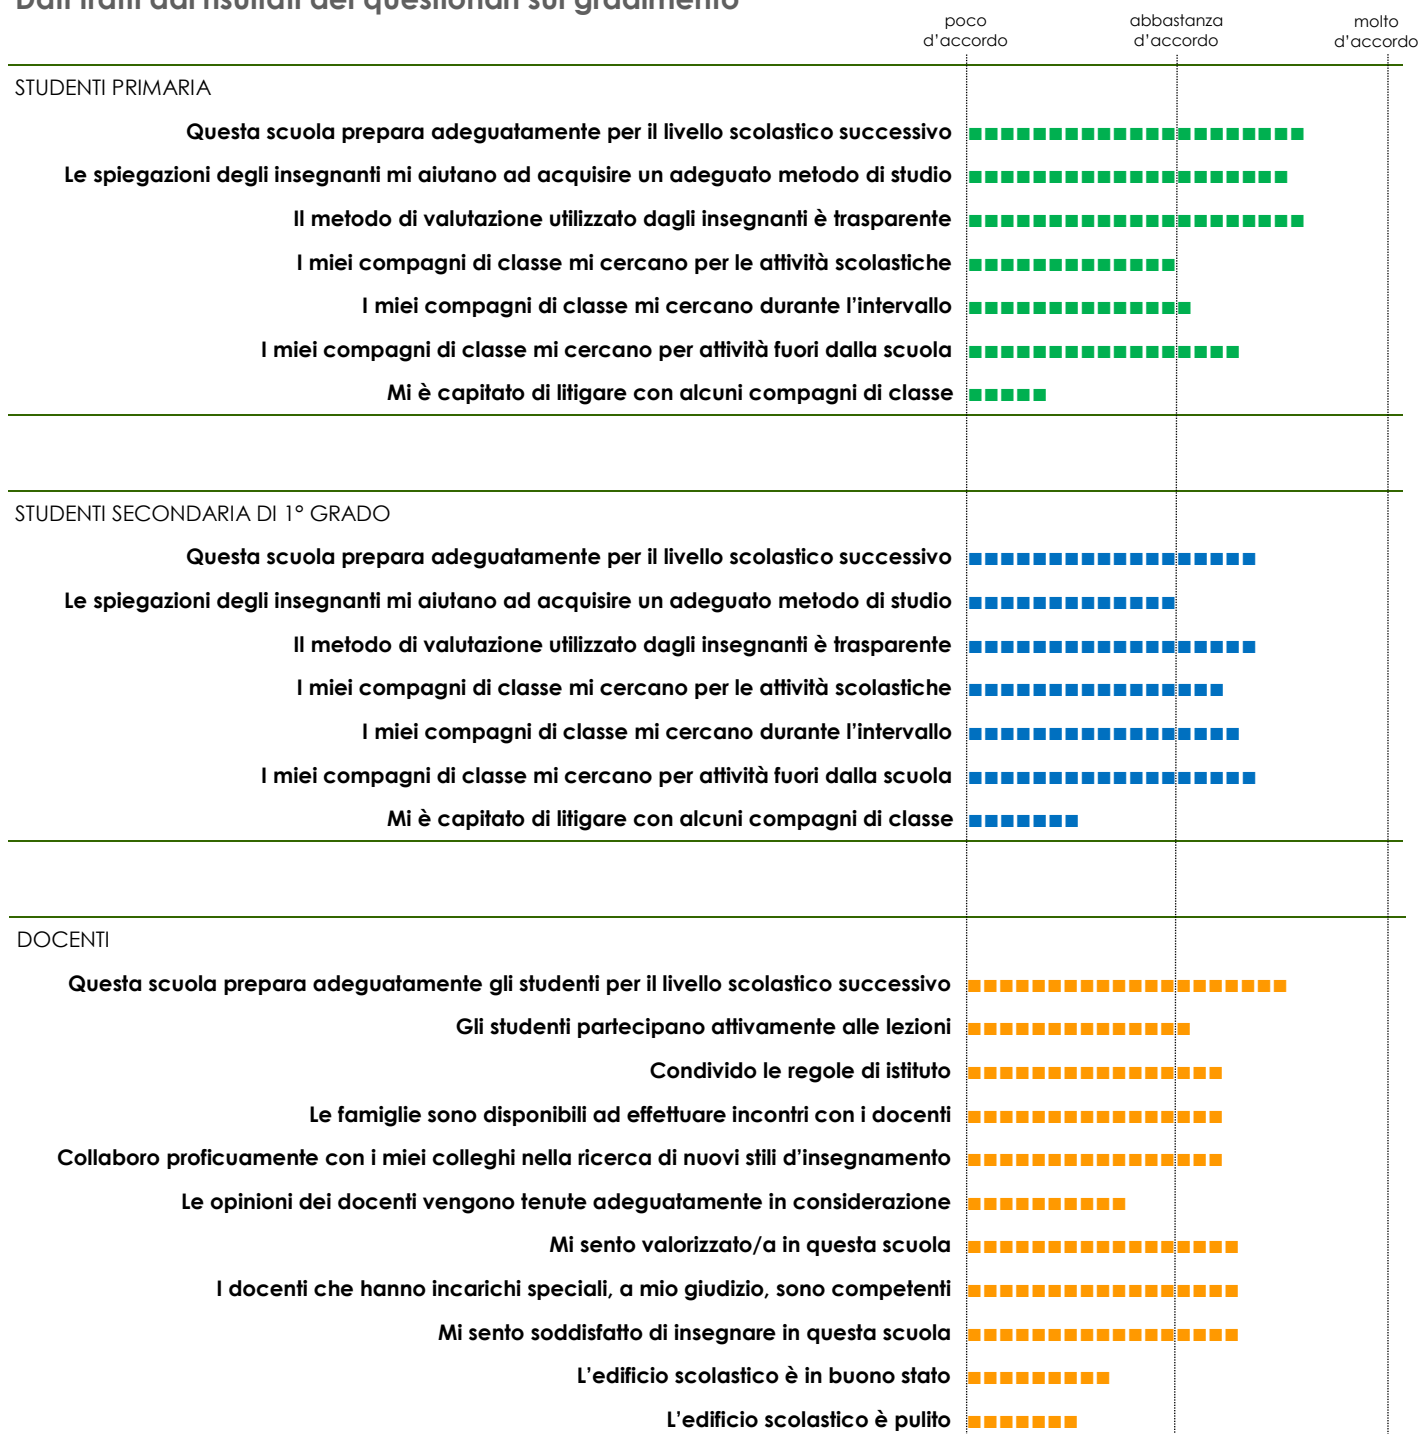 Dati tratti dai risultati dei questionari sul gradimento
poco d'accordo
abbastanza d'accordo
molto d'accordo
STUDENTI PRIMARIA
Questa scuola prepara adeguatamente per il livello scolastico successivo
Le spiegazioni degli insegnanti mi aiutano ad acquisire un adeguato metodo di studio
Il metodo di valutazione utilizzato dagli insegnanti è trasparente
I miei compagni di classe mi cercano per le attività scolastiche
I miei compagni di classe mi cercano durante l'intervallo
I miei compagni di classe mi cercano per attività fuori dalla scuola
Mi è capitato di litigare con alcuni compagni di classe
STUDENTI SECONDARIA DI 1° GRADO
Questa scuola prepara adeguatamente per il livello scolastico successivo
Le spiegazioni degli insegnanti mi aiutano ad acquisire un adeguato metodo di studio
Il metodo di valutazione utilizzato dagli insegnanti è trasparente
I miei compagni di classe mi cercano per le attività scolastiche
I miei compagni di classe mi cercano durante l'intervallo
I miei compagni di classe mi cercano per attività fuori dalla scuola
Mi è capitato di litigare con alcuni compagni di classe
DOCENTI
Questa scuola prepara adeguatamente gli studenti per il livello scolastico successivo
Gli studenti partecipano attivamente alle lezioni
Condivido le regole di istituto
Le famiglie sono disponibili ad effettuare incontri con i docenti
Collaboro proficuamente con i miei colleghi nella ricerca di nuovi stili d'insegnamento
Le opinioni dei docenti vengono tenute adeguatamente in considerazione
Mi sento valorizzato/a in questa scuola
I docenti che hanno incarichi speciali, a mio giudizio, sono competenti
Mi sento soddisfatto di insegnare in questa scuola
L'edificio scolastico è in buono stato
L'edificio scolastico è pulito